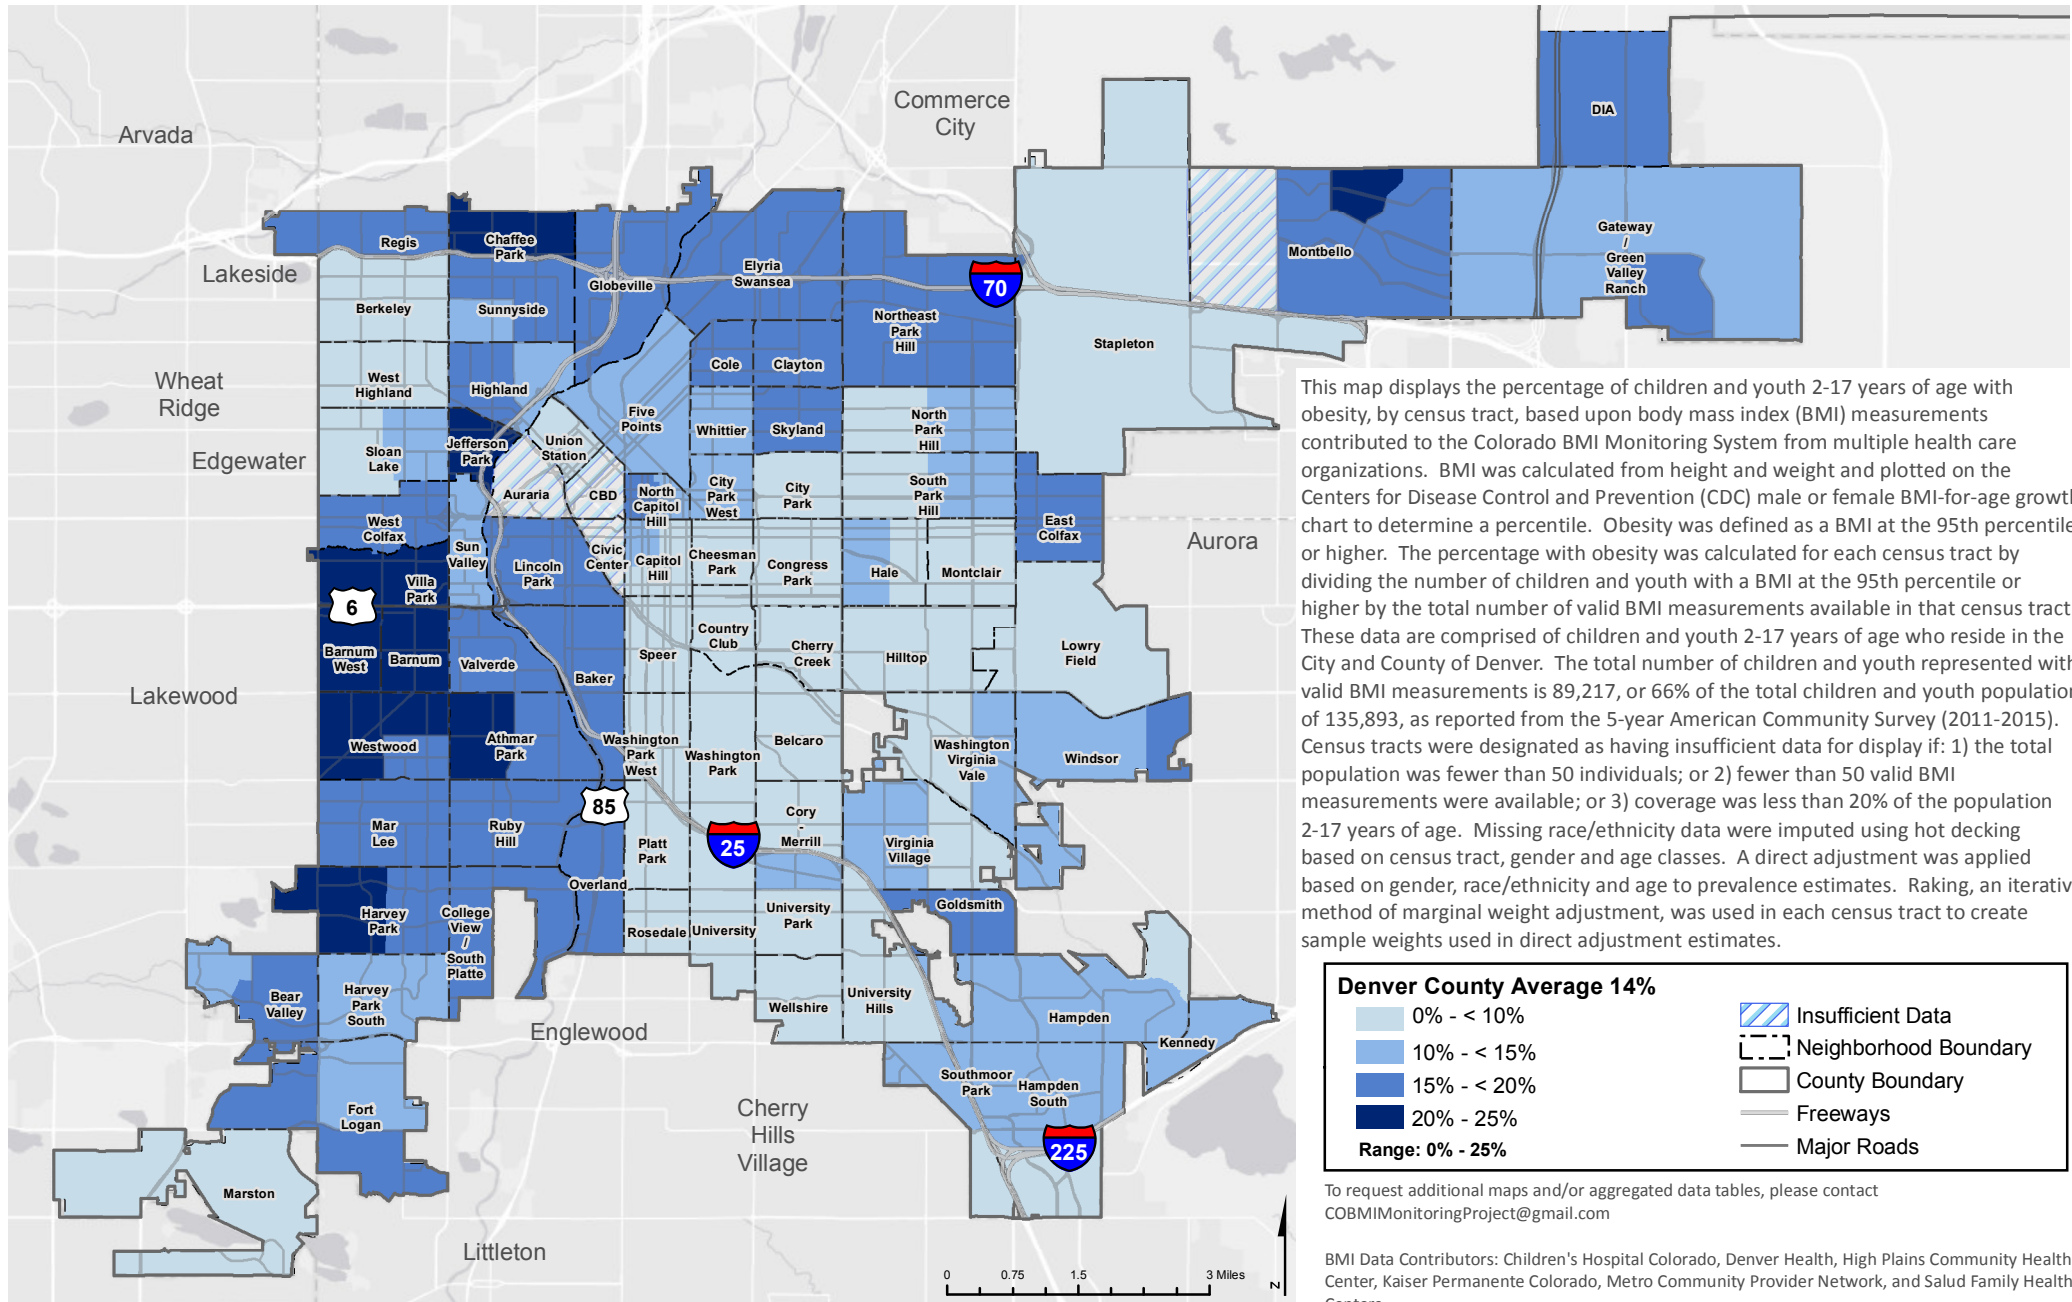 Commerce
City
Arvada
DIA
Regis
Chaffee
Park
Gateway
/
Green
Valley
Ranch
Montbello
Lakeside
Globeville
Elyria
Swansea
70
Berkeley
Sunnyside
Northeast
Park
Hill
Stapleton
Cole
Clayton
Wheat
Ridge
West
Highland
Highland
Five
Points
Whittier
Skyland
North
Park
Hill
Edgewater
Sloan
Lake
Jefferson
Park
Union
Station
Auraria
CBD
North
Capitol
Hill
City
Park
West
City
Park
South
Park
Hill
West
Colfax
East
Colfax
Aurora
Sun
Valley
Lincoln
Park
Civic
Center
Capitol
Hill
Cheesman
Park
Congress
Park
Hale
Montclair
Villa
Park
6
Barnum
West
Barnum
Valverde
Baker
Speer
Country
Club
Cherry
Creek
Hilltop
Lowry
Field
Lakewood
Westwood
Athmar
Park
Washington
Park
West
Washington
Park
Belcaro
Washington
Virginia
Vale
Windsor
85
Mar
Lee
Ruby
Hill
Platt
Park
25
Cory
-
Merrill
Virginia
Village
Overland
Harvey
Park
College
View
/
South
Platte
Rosedale
University
University
Park
Goldsmith
Bear
Valley
Harvey
Park
South
Wellshire
University
Hills
Hampden
Kennedy
Englewood
Southmoor
Park
Hampden
South
Fort
Logan
Cherry
Hills
Village
225
Marston
Littleton
0 0.75 1.5 3 Miles
N
This map displays the percentage of children and youth 2-17 years of age with
obesity, by census tract, based upon body mass index (BMI) measurements
contributed to the Colorado BMI Monitoring System from multiple health care
organizations. BMI was calculated from height and weight and plotted on the
Centers for Disease Control and Prevention (CDC) male or female BMI-for-age growth
chart to determine a percentile. Obesity was defined as a BMI at the 95th percentile
or higher. The percentage with obesity was calculated for each census tract by
dividing the number of children and youth with a BMI at the 95th percentile or
higher by the total number of valid BMI measurements available in that census tract
These data are comprised of children and youth 2-17 years of age who reside in the
City and County of Denver. The total number of children and youth represented with
valid BMI measurements is 89,217, or 66% of the total children and youth population
of 135,893, as reported from the 5-year American Community Survey (2011-2015).
Census tracts were designated as having insufficient data for display if: 1) the total
population was fewer than 50 individuals; or 2) fewer than 50 valid BMI
measurements were available; or 3) coverage was less than 20% of the population
2-17 years of age. Missing race/ethnicity data were imputed using hot decking
based on census tract, gender and age classes. A direct adjustment was applied
based on gender, race/ethnicity and age to prevalence estimates. Raking, an iterativ
method of marginal weight adjustment, was used in each census tract to create
sample weights used in direct adjustment estimates.
Denver County Average 14%
0% - < 10%
10% - < 15%
15% - < 20%
20% - 25%
Range: 0% - 25%
Insufficient Data
Neighborhood Boundary
County Boundary
Freeways
Major Roads
To request additional maps and/or aggregated data tables, please contact
COBMIMonitoringProject@gmail.com
BMI Data Contributors: Children's Hospital Colorado, Denver Health, High Plains Community Health
Center, Kaiser Permanente Colorado, Metro Community Provider Network, and Salud Family Health